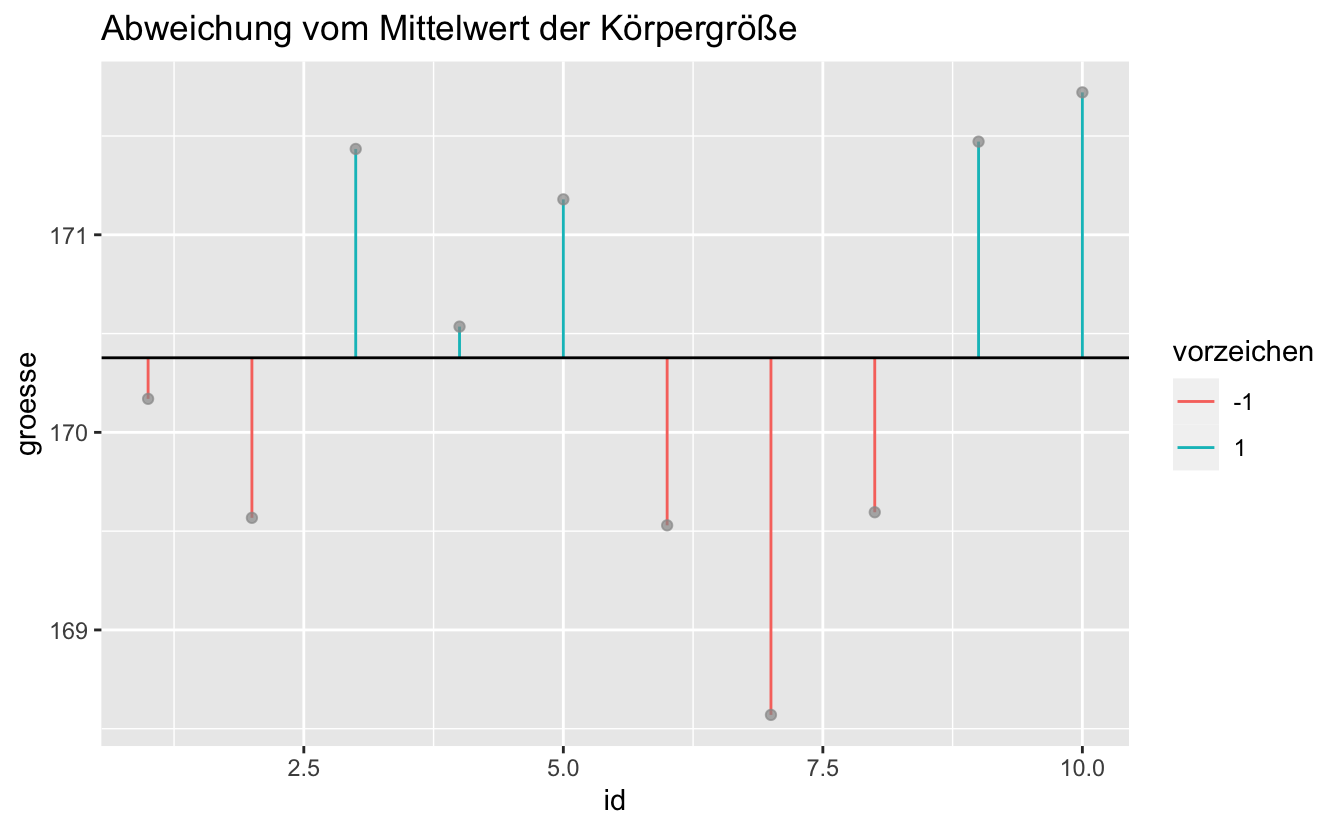 Abweichung vom Mittelwert der Körpergröße
171
170
169
groesse
2.5
5.0
7.5
10.0
id
vorzeichen
-1
1